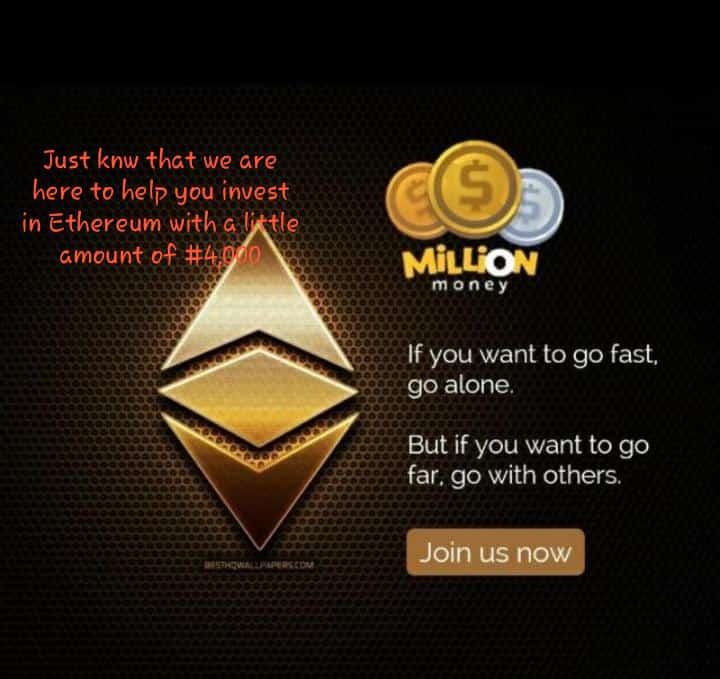 Just knw that we are
here to help you invest
in Ethereum with a little
amount of #4,000
MiLLiON
money
If you want to go fast,
go alone.
But if you want to go
far, go with others.
Join us now
BESTHQWALLPAPERS.COM